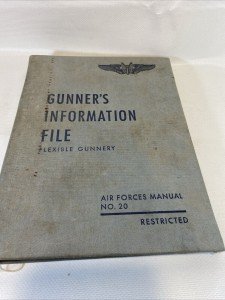 GUNNER'S
INFORMATION
FILE
FLEXIBLE GUNNERY
AIR FORCES MANUAL
NO. 20
RESTRICTED